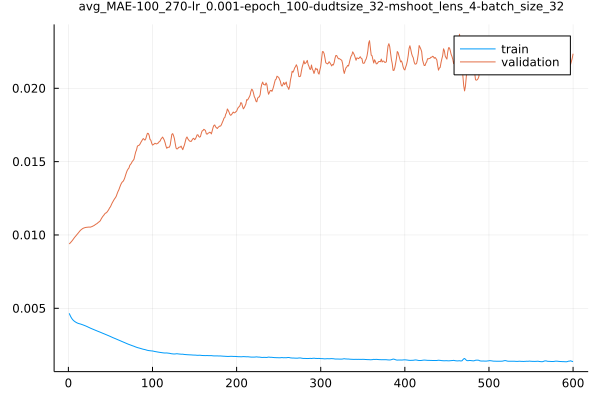 avg_MAE-100_270-lr_0.001-epoch_100-dudtsize_32-mshoot_lens_4-batch_size_32
train
validation
0.020
0.015
0.010
0.005
0 100 200 300 400 500 600